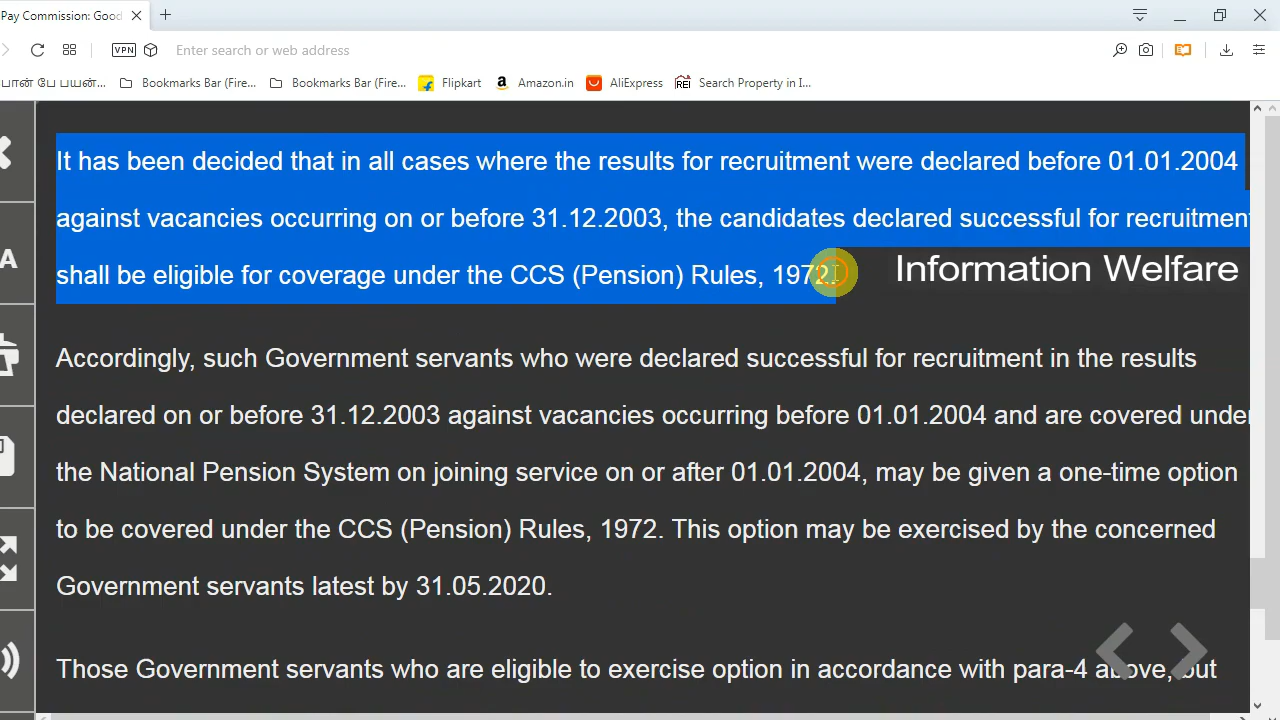 Pay Commission: Good
VPN
Enter search or web address
Bookmarks Bar (Fire...
Bookmarks Bar (Fire...
Flipkart
Amazon.in
AliExpress
REI
Search Property in I...
It has been decided that in all cases where the results for recruitment were declared before 01.01.2004
against vacancies occurring on or before 31.12.2003, the candidates declared successful for recruitment
shall be eligible for coverage under the CCS (Pension) Rules, 1972.
Information Welfare
Accordingly, such Government servants who were declared successful for recruitment in the results
declared on or before 31.12.2003 against vacancies occurring before 01.01.2004 and are covered under
the National Pension System on joining service on or after 01.01.2004, may be given a one-time option
to be covered under the CCS (Pension) Rules, 1972. This option may be exercised by the concerned
Government servants latest by 31.05.2020.
Those Government servants who are eligible to exercise option in accordance with para-4 above, but
A